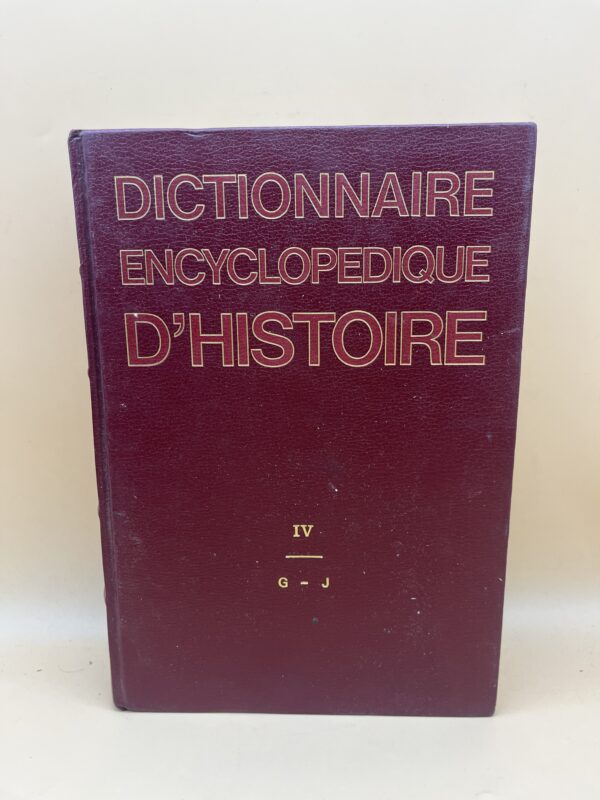 DICTIONNAIRE
ENCYCLOPEDIQUE
D'HISTOIRE
IV
G - J